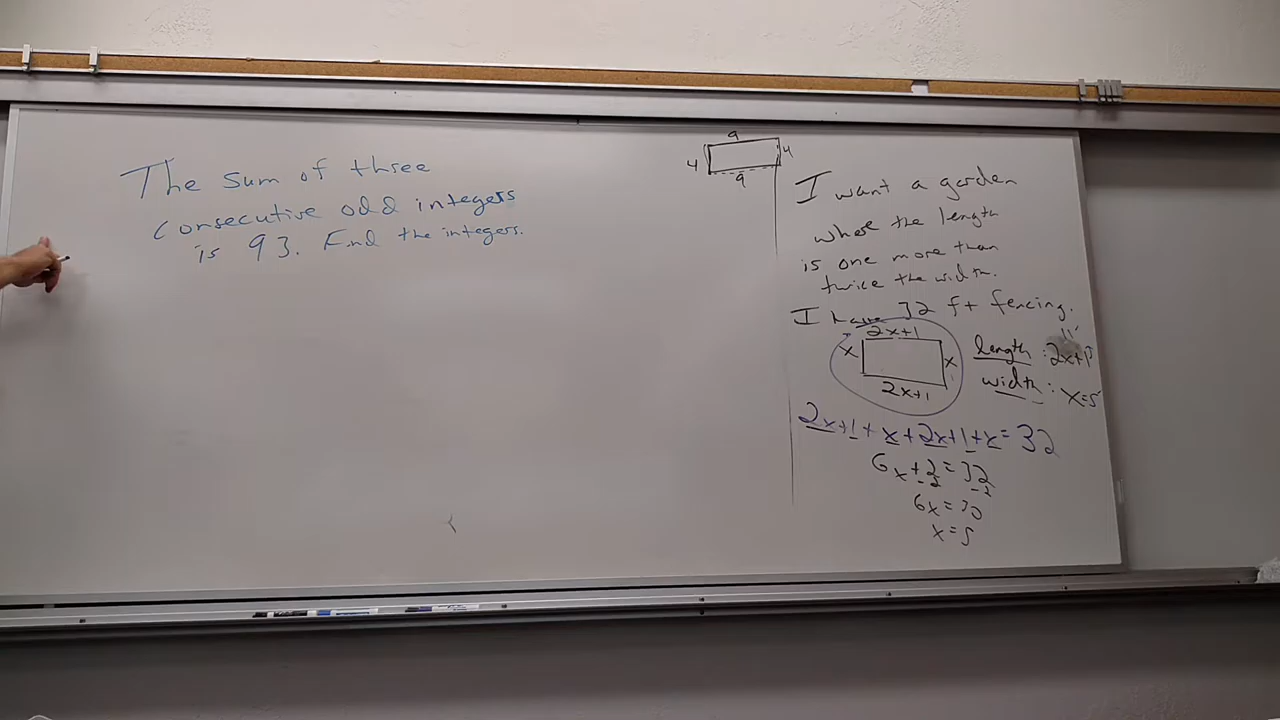 The sum of three
consecutive odd integers
is 93. Find the integers.
9
4 4
9
I want a garden
where the length
is one more than
twice the width.
I have 32 ft fencing.
2x+1
x x
2x+1
length : 2x+1
11
width : x=5
2x+1+x+2x+1+x=32
6x+2=32
-2 -2
6x=30
x=5